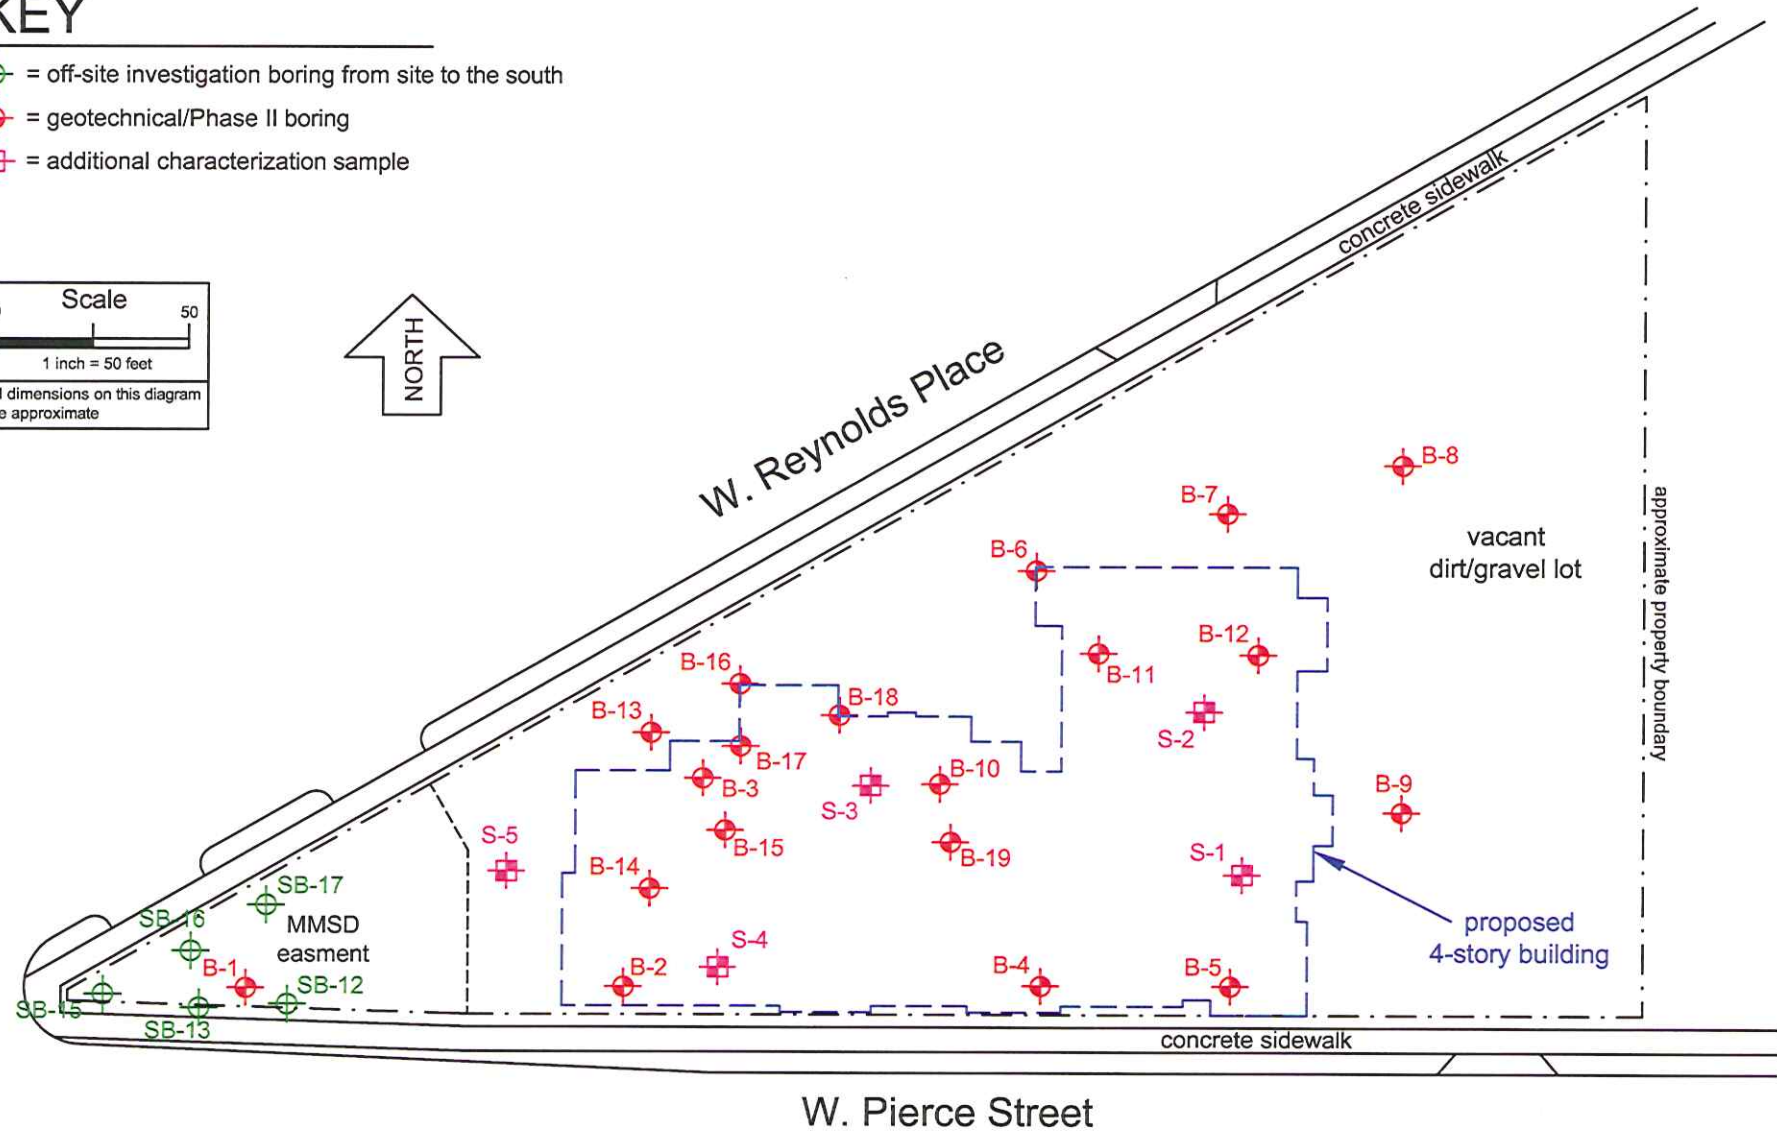 KEY
= off-site investigation boring from site to the south
= geotechnical/Phase II boring
= additional characterization sample
Scale
50
1 inch = 50 feet
dimensions on this diagram
approximate
NORTH
W. Reynolds Place
concrete sidewalk
B-8
B-7
vacant
dirt/gravel lot
approximate property boundary
B-6
B-12
B-11
B-16
B-18
B-13
S-2
B-17
B-10
B-3
S-3
B-9
S-5
B-15
B-19
S-1
B-14
SB-17
SB-16
MMSD
easment
proposed
4-story building
S-4
B-1
B-2
B-4
B-5
SB-12
SB-15
SB-13
concrete sidewalk
W. Pierce Street